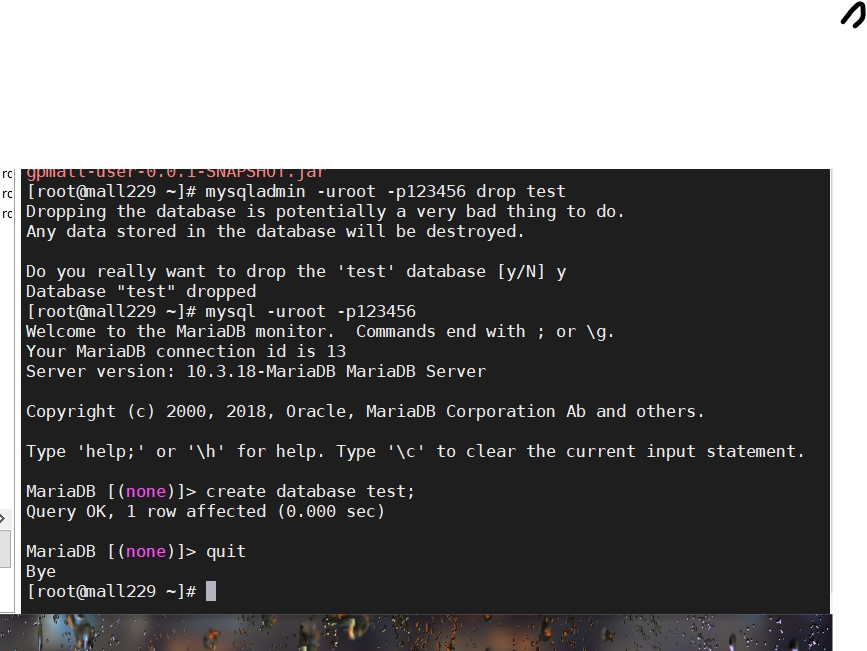 gpmall-user-0.0.1-SNAPSHOT.jar
[root@mall229 ~]# mysqladmin -uroot -p123456 drop test
Dropping the database is potentially a very bad thing to do.
Any data stored in the database will be destroyed.
Do you really want to drop the 'test' database [y/N] y
Database "test" dropped
[root@mall229 ~]# mysql -uroot -p123456
Welcome to the MariaDB monitor.  Commands end with ; or \g.
Your MariaDB connection id is 13
Server version: 10.3.18-MariaDB MariaDB Server
Copyright (c) 2000, 2018, Oracle, MariaDB Corporation Ab and others.
Type 'help;' or '\h' for help. Type '\c' to clear the current input statement.
MariaDB [(none)]> create database test;
Query OK, 1 row affected (0.000 sec)
MariaDB [(none)]> quit
Bye
[root@mall229 ~]#